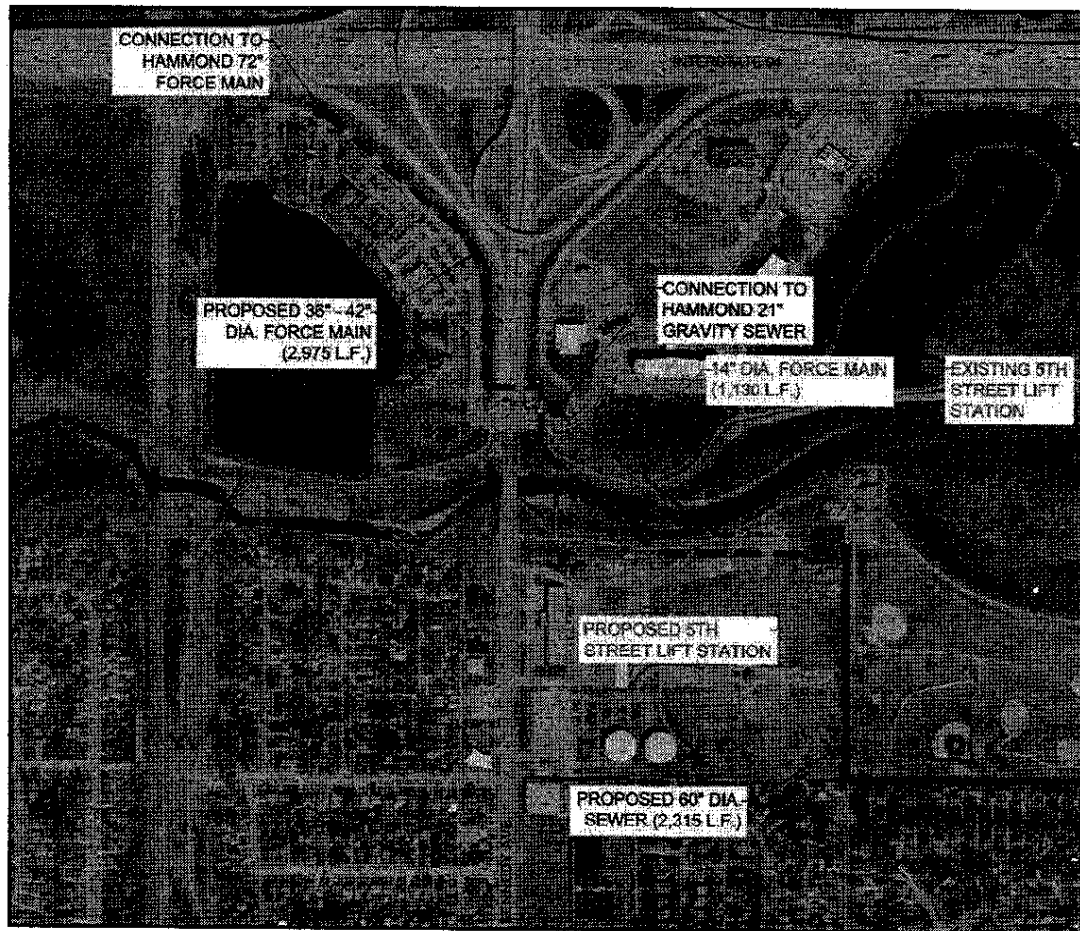 CONNECTION TO
HAMMOND 72"
FORCE MAIN
INTERSTATE 94
CONNECTION TO
HAMMOND 21"
GRAVITY SEWER
PROPOSED 36" - 42"
DIA. FORCE MAIN
(2,975 L.F.)
14" DIA. FORCE MAIN
(1,130 L.F.)
EXISTING 5TH
STREET LIFT
STATION
PROPOSED 5TH
STREET LIFT STATION
PROPOSED 60" DIA.
SEWER (2,315 L.F.)